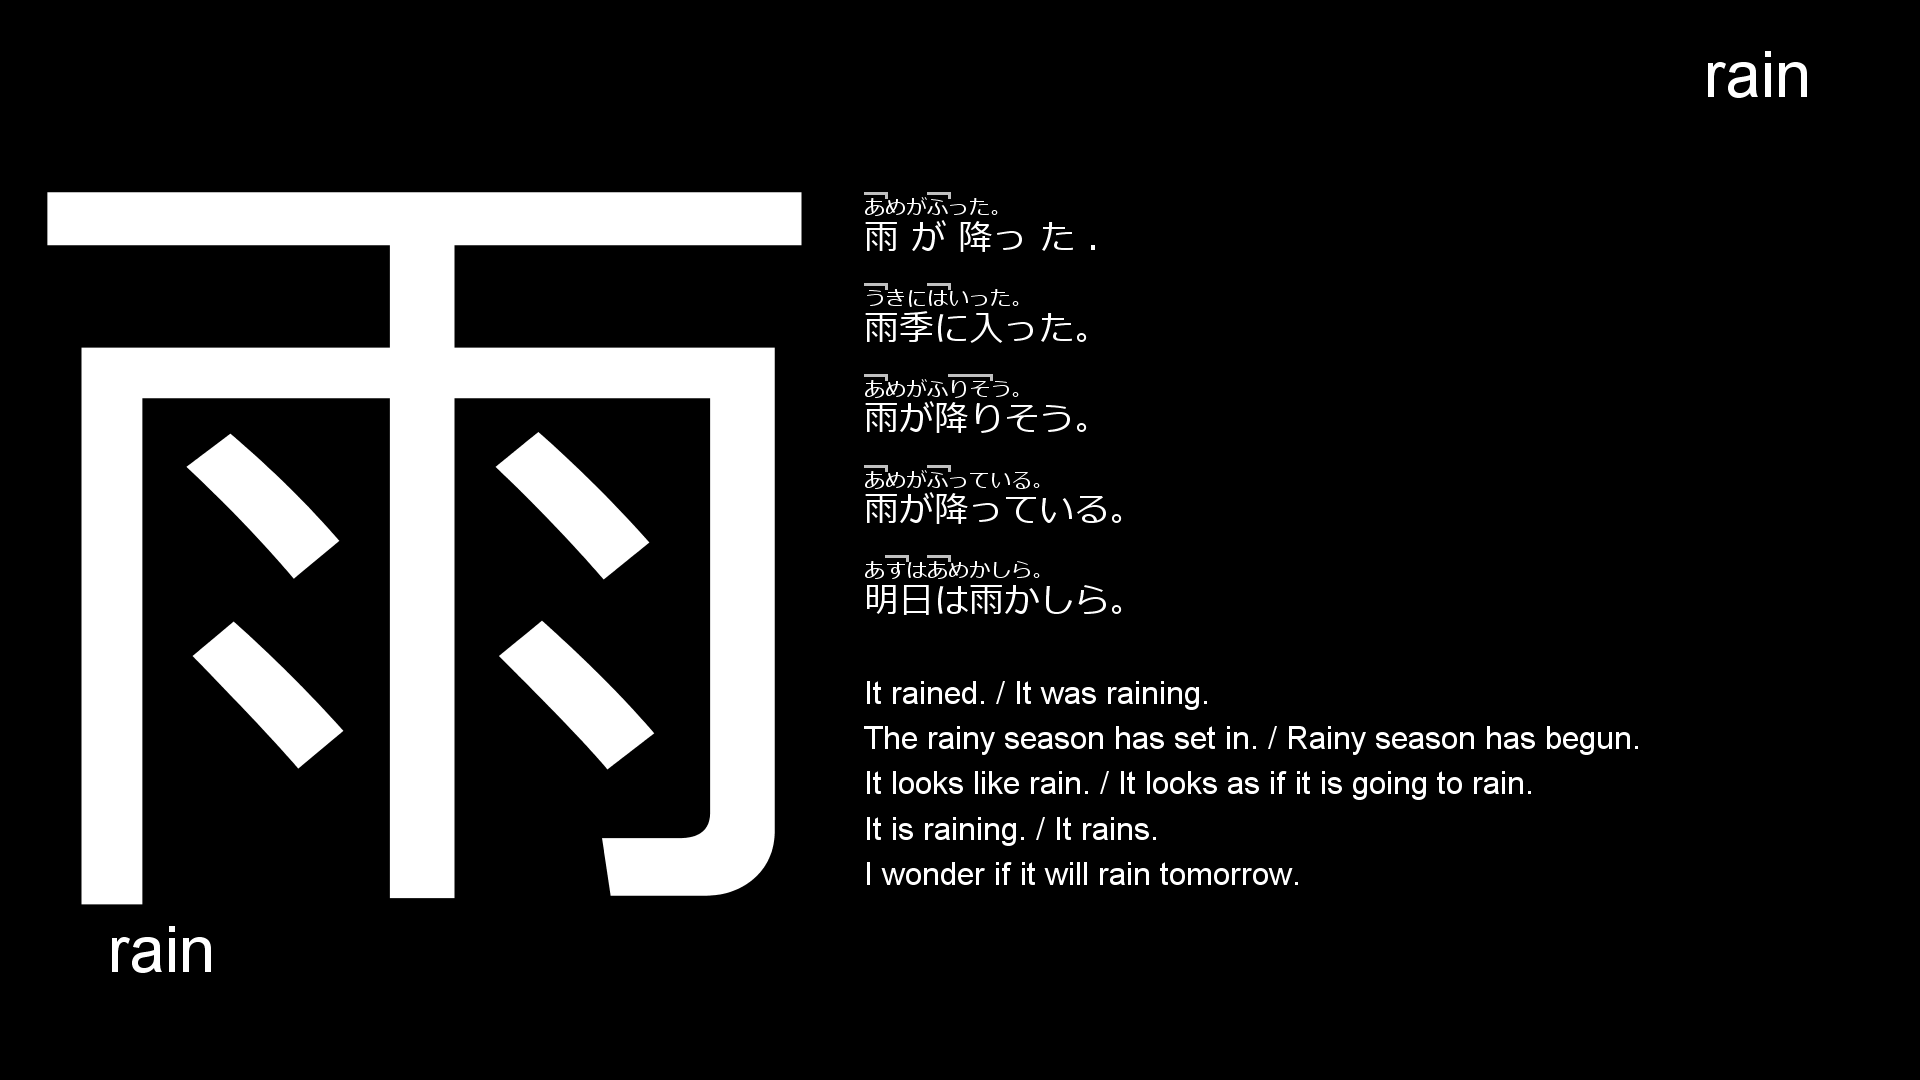 rain
雨
あめがふった。
雨 が 降っ た .
うきにはいった。
雨季に入った。
あめがふりそう。
雨が降りそう。
あめがふっている。
雨が降っている。
あすはあめかしら。
明日は雨かしら。
It rained. / It was raining.
The rainy season has set in. / Rainy season has begun.
It looks like rain. / It looks as if it is going to rain.
It is raining. / It rains.
I wonder if it will rain tomorrow.
rain